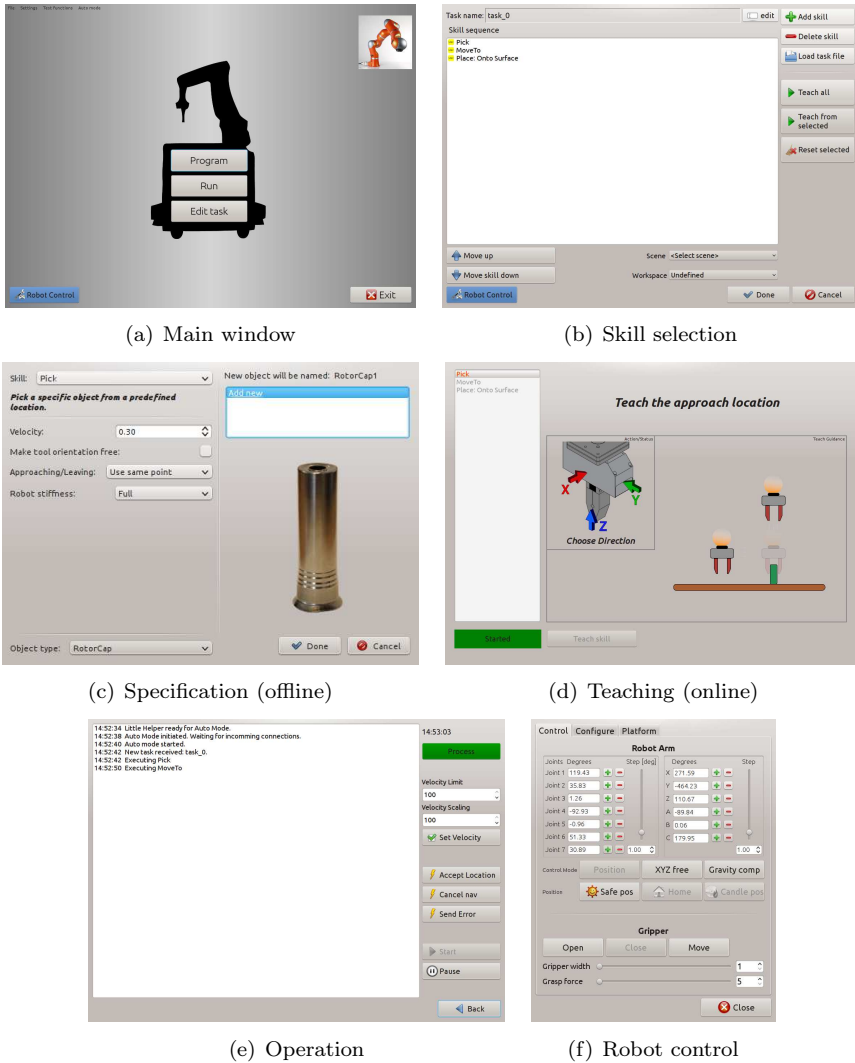 File Settings Test Functions Auto mode
Program
Run
Edit task
Robot Control
Exit
(a) Main window
Task name: task_0
edit
Add skill
Skill sequence
Pick
MoveTo
Place: Onto Surface
Delete skill
Load task file
Teach all
Teach from
selected
Reset selected
Move up
Scene <Select scene>
Move skill down
Workspace Undefined
Robot Control
Done
Cancel
(b) Skill selection
Skill: Pick
Pick a specific object from a predefined
location.
Velocity: 0.30
Make tool orientation free:
Approaching/Leaving: Use same point
Robot stiffness: Full
Object type: RotorCap
New object will be named: RotorCap1
Add new
Done
Cancel
(c) Specification (offline)
Pick
MoveTo
Place: Onto Surface
Teach the approach location
Action/Status
Teach Guidance
X
Y
Z
Choose Direction
Started
Teach skill
(d) Teaching (online)
14:52:34 Little Helper ready for Auto Mode.
14:52:38 Auto Mode initiated. Waiting for incomming connections.
14:52:40 Auto mode started.
14:52:42 New task received: task_0.
14:52:42 Executing Pick
14:52:50 Executing MoveTo
14:53:03
Process
Velocity Limit
100
Velocity Scaling
100
Set Velocity
Accept Location
Cancel nav
Send Error
Start
Pause
Back
(e) Operation
Control Configure Platform
Robot Arm
Joints Degrees Step [deg]
Joint 1 119.43
Joint 2 35.83
Joint 3 1.26
Joint 4 -92.93
Joint 5 -0.96
Joint 6 51.33
Joint 7 30.89 1.00
Degrees Step
X 271.59
Y -464.23
Z 110.67
A -89.84
B 0.06
C 179.95
1.00
Control Mode Position XYZ free Gravity comp
Position Safe pos Home Candle pos
Gripper
Open Close Move
Gripper width 1
Grasp force 5
Close
(f) Robot control